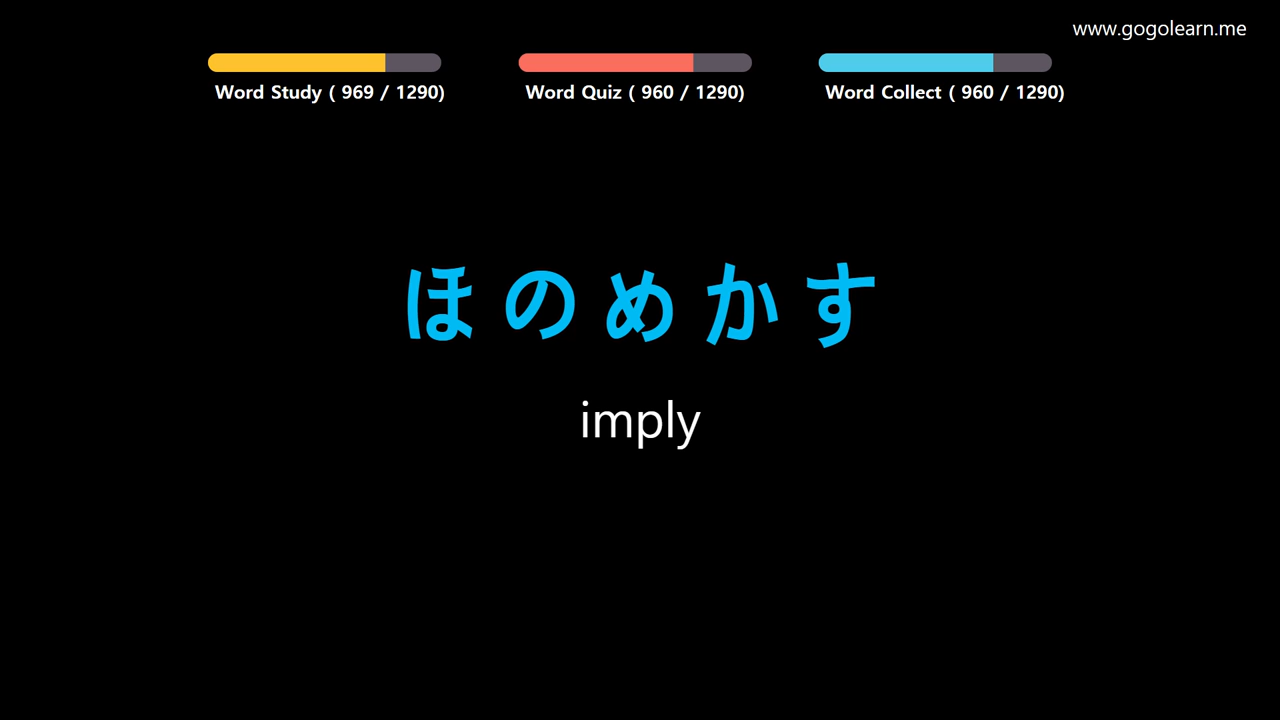 www.gogolearn.me
Word Study ( 969 / 1290)
Word Quiz ( 960 / 1290)
Word Collect ( 960 / 1290)
ほのめかす
imply